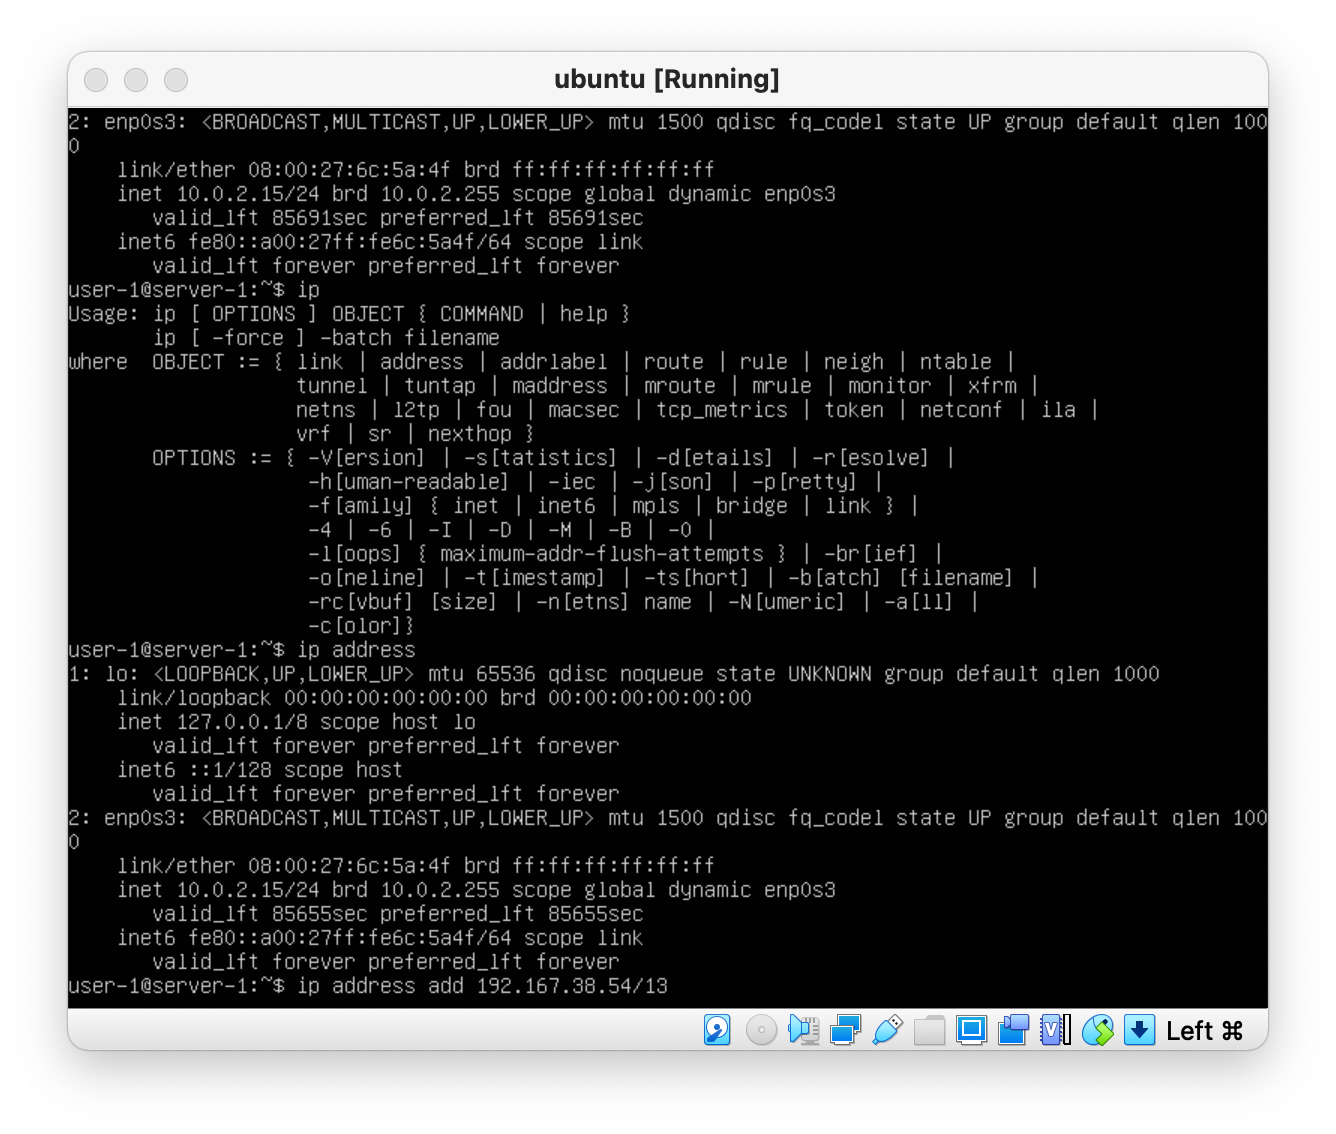 ubuntu [Running]
2: enp0s3: <BROADCAST,MULTICAST,UP,LOWER_UP> mtu 1500 qdisc fq_codel state UP group default qlen 100
0
    link/ether 08:00:27:6c:5a:4f brd ff:ff:ff:ff:ff:ff
    inet 10.0.2.15/24 brd 10.0.2.255 scope global dynamic enp0s3
       valid_lft 85691sec preferred_lft 85691sec
    inet6 fe80::a00:27ff:fe6c:5a4f/64 scope link
       valid_lft forever preferred_lft forever
user-1@server-1:~$ ip
Usage: ip [ OPTIONS ] OBJECT { COMMAND | help }
       ip [ -force ] -batch filename
where  OBJECT := { link | address | addrlabel | route | rule | neigh | ntable |
                   tunnel | tuntap | maddress | mroute | mrule | monitor | xfrm |
                   netns | l2tp | fou | macsec | tcp_metrics | token | netconf | ila |
                   vrf | sr | nexthop }
       OPTIONS := { -V[ersion] | -s[tatistics] | -d[etails] | -r[esolve] |
                    -h[uman-readable] | -iec | -j[son] | -p[retty] |
                    -f[amily] { inet | inet6 | mpls | bridge | link } |
                    -4 | -6 | -I | -D | -M | -B | -0 |
                    -l[oops] { maximum-addr-flush-attempts } | -br[ief] |
                    -o[neline] | -t[imestamp] | -ts[hort] | -b[atch] [filename] |
                    -rc[vbuf] [size] | -n[etns] name | -N[umeric] | -a[ll] |
                    -c[olor]}
user-1@server-1:~$ ip address
1: lo: <LOOPBACK,UP,LOWER_UP> mtu 65536 qdisc noqueue state UNKNOWN group default qlen 1000
    link/loopback 00:00:00:00:00:00 brd 00:00:00:00:00:00
    inet 127.0.0.1/8 scope host lo
       valid_lft forever preferred_lft forever
    inet6 ::1/128 scope host
       valid_lft forever preferred_lft forever
2: enp0s3: <BROADCAST,MULTICAST,UP,LOWER_UP> mtu 1500 qdisc fq_codel state UP group default qlen 100
0
    link/ether 08:00:27:6c:5a:4f brd ff:ff:ff:ff:ff:ff
    inet 10.0.2.15/24 brd 10.0.2.255 scope global dynamic enp0s3
       valid_lft 85655sec preferred_lft 85655sec
    inet6 fe80::a00:27ff:fe6c:5a4f/64 scope link
       valid_lft forever preferred_lft forever
user-1@server-1:~$ ip address add 192.167.38.54/13
Left ⌘